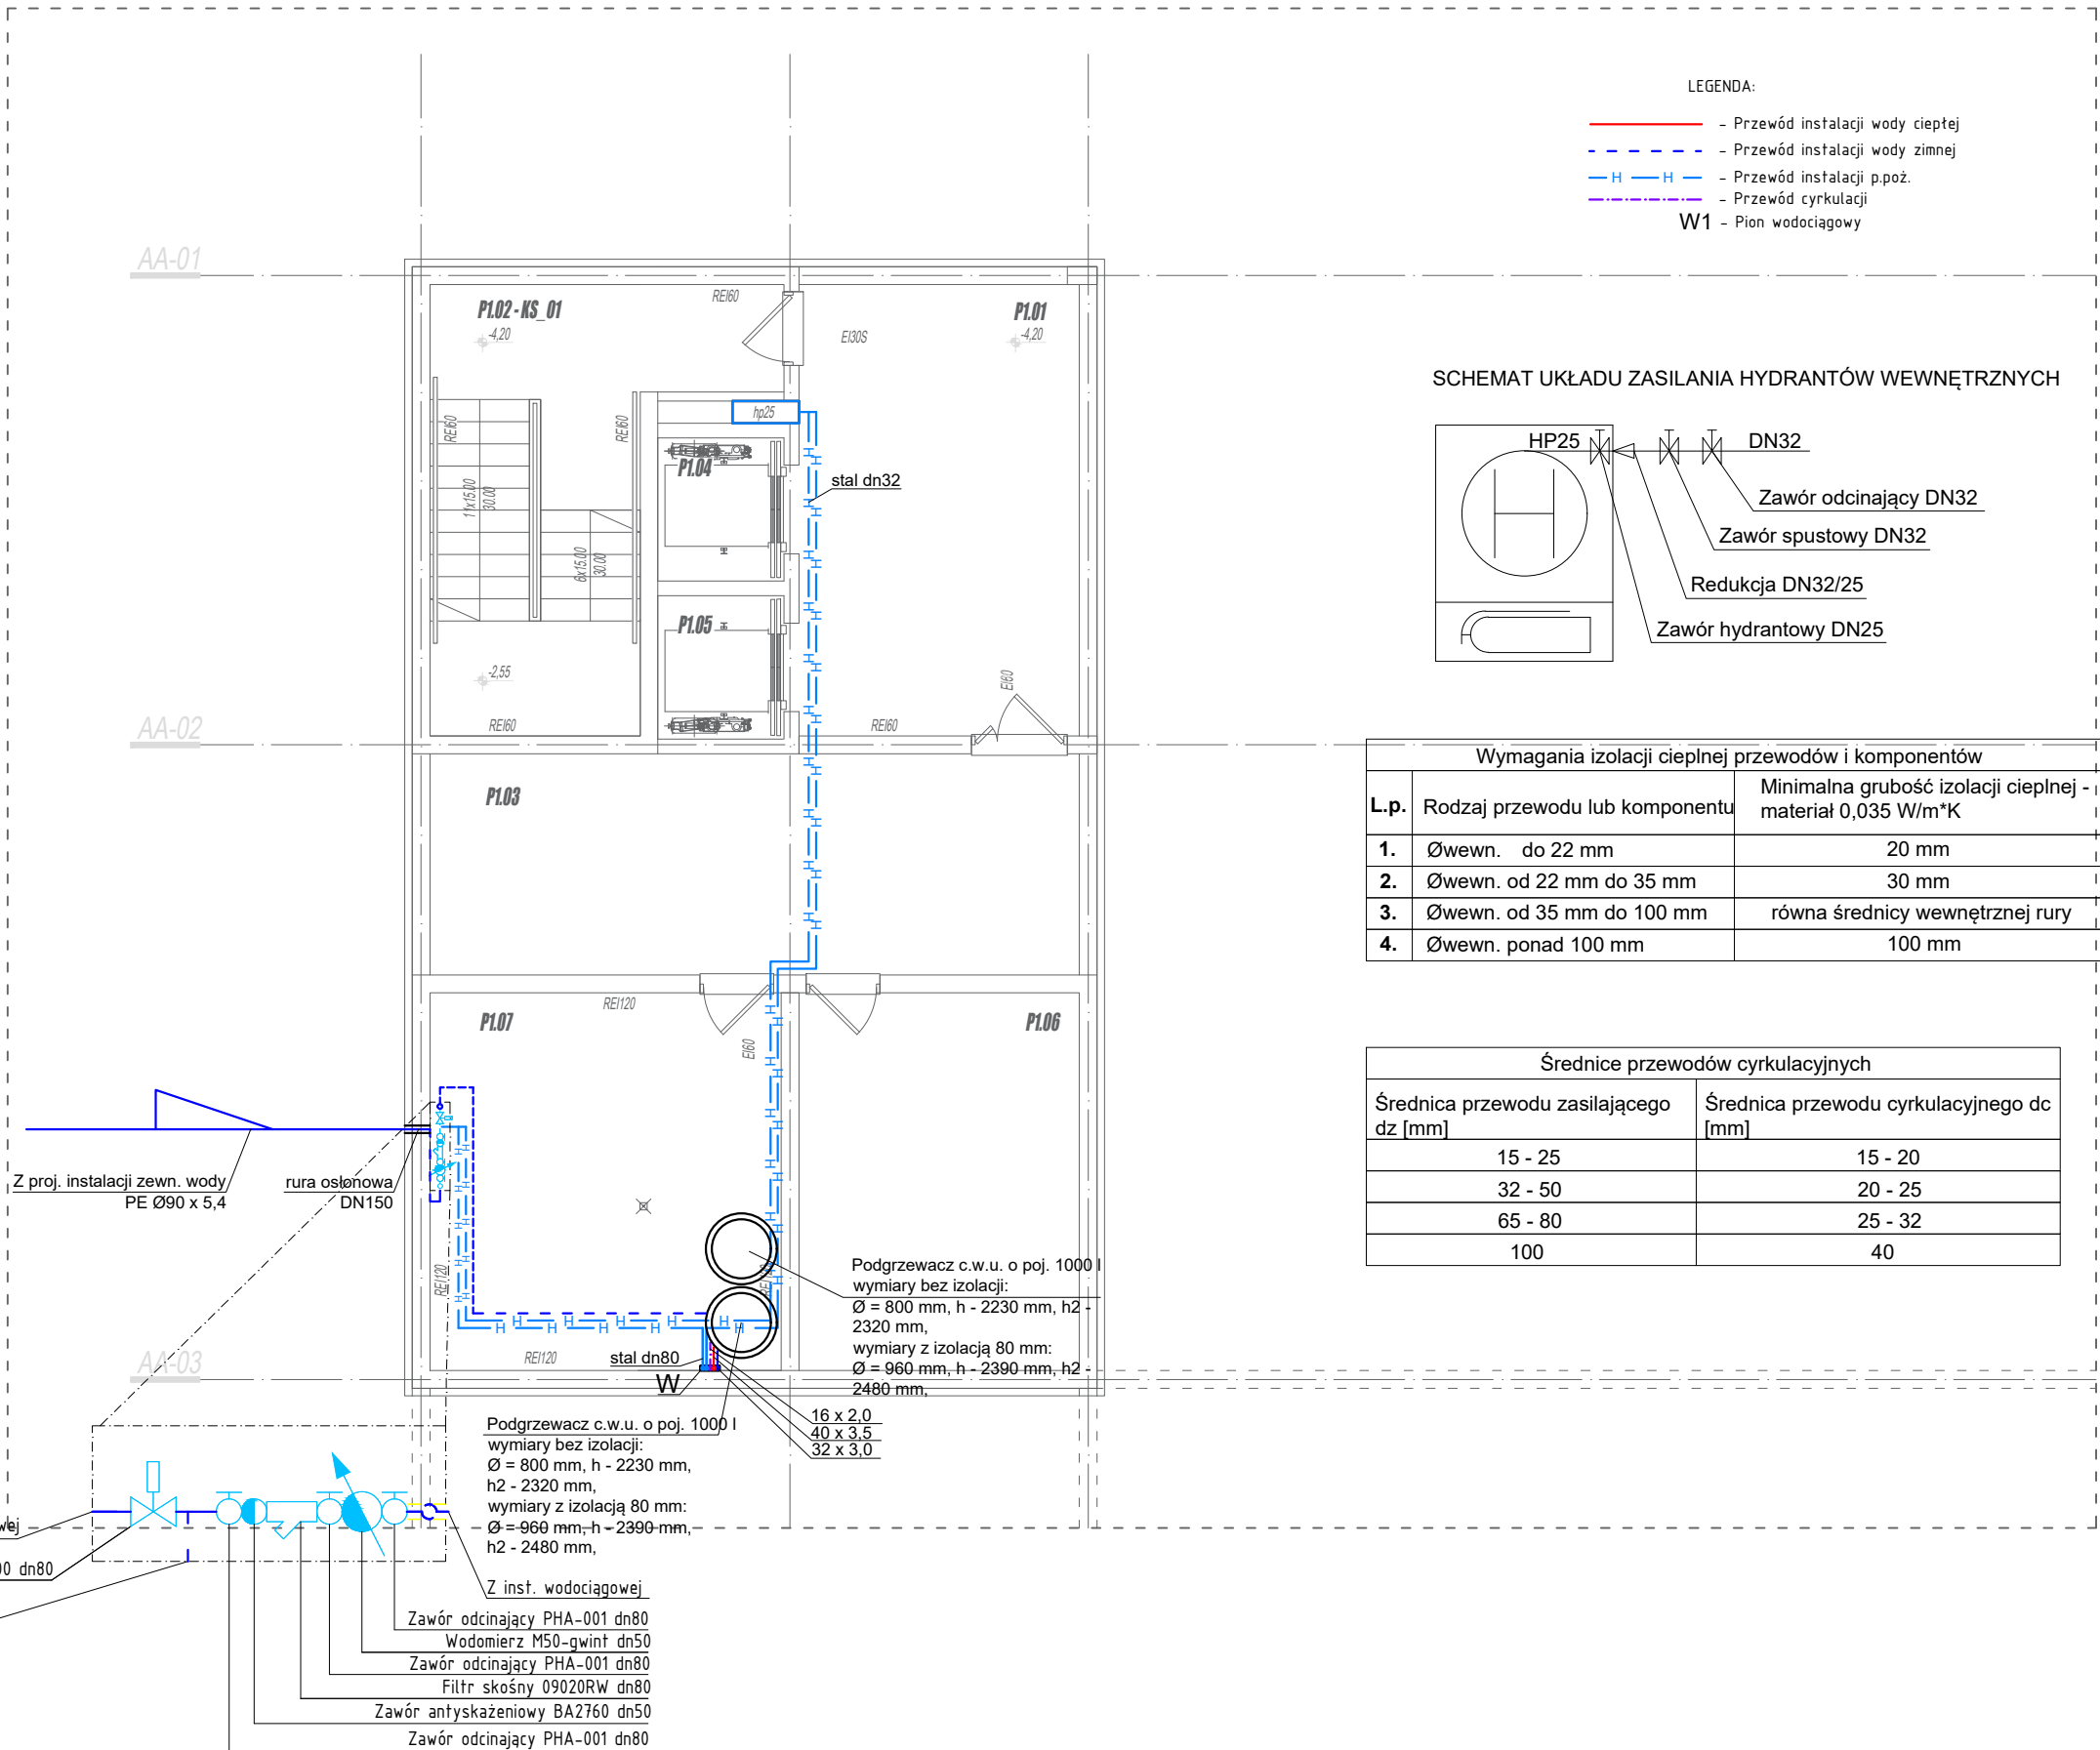 LEGENDA:
- Przewód instalacji wody ciepłej
- Przewód instalacji wody zimnej
H H - Przewód instalacji p.poż.
- Przewód cyrkulacji
W1 - Pion wodociągowy
AA-01
P1.02 - KS_01
-4,20
REI60
EI30S
P1.01
-4,20
hp25
REI60
REI60
P1.04
stal dn32
11x15.00
30.00
6x15.00
30.00
P1.05
-2,55
REI60
REI60
EI60
AA-02
P1.03
REI120
P1.07
EI60
P1.06
SCHEMAT UKŁADU ZASILANIA HYDRANTÓW WEWNĘTRZNYCH
HP25
DN32
H
Zawór odcinający DN32
Zawór spustowy DN32
Redukcja DN32/25
Zawór hydrantowy DN25
Wymagania izolacji cieplnej przewodów i komponentów
L.p. Rodzaj przewodu lub komponentu
Minimalna grubość izolacji cieplnej -
materiał 0,035 W/m*K
1. Øwewn. do 22 mm 20 mm
2. Øwewn. od 22 mm do 35 mm 30 mm
3. Øwewn. od 35 mm do 100 mm równa średnicy wewnętrznej rury
4. Øwewn. ponad 100 mm 100 mm
Średnice przewodów cyrkulacyjnych
Średnica przewodu zasilającego
dz [mm]
Średnica przewodu cyrkulacyjnego dc
[mm]
15 - 25 15 - 20
32 - 50 20 - 25
65 - 80 25 - 32
100 40
Z proj. instalacji zewn. wody
PE Ø90 x 5,4
rura osłonowa
DN150
REI120
REI120
AA-03
stal dn80
W
Podgrzewacz c.w.u. o poj. 1000 l
wymiary bez izolacji:
Ø = 800 mm, h - 2230 mm, h2 -
2320 mm,
wymiary z izolacją 80 mm:
Ø = 960 mm, h - 2390 mm, h2 -
2480 mm,
16 x 2,0
40 x 3,5
32 x 3,0
Podgrzewacz c.w.u. o poj. 1000 l
wymiary bez izolacji:
Ø = 800 mm, h - 2230 mm,
h2 - 2320 mm,
wymiary z izolacją 80 mm:
Ø = 960 mm, h - 2390 mm,
h2 - 2480 mm,
dn80
Z inst. wodociągowej
Zawór odcinający PHA-001 dn80
Wodomierz M50-gwint dn50
Zawór odcinający PHA-001 dn80
Filtr skośny 09020RW dn80
Zawór antyskażeniowy BA2760 dn50
Zawór odcinający PHA-001 dn80